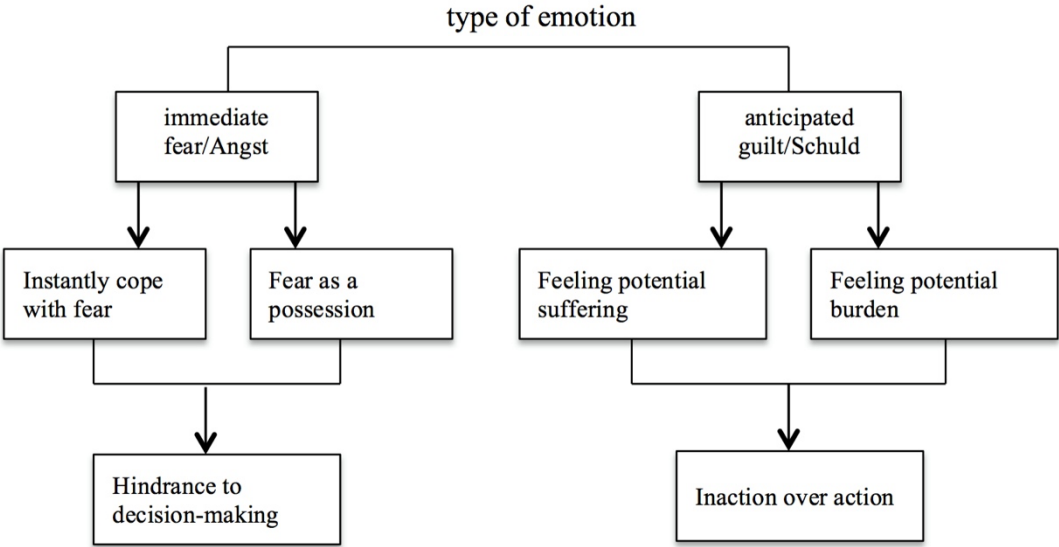 type of emotion
immediate
fear/Angst
anticipated
guilt/Schuld
Instantly cope
with fear
Fear as a
possession
Feeling potential
suffering
Feeling potential
burden
Hindrance to
decision-making
Inaction over action